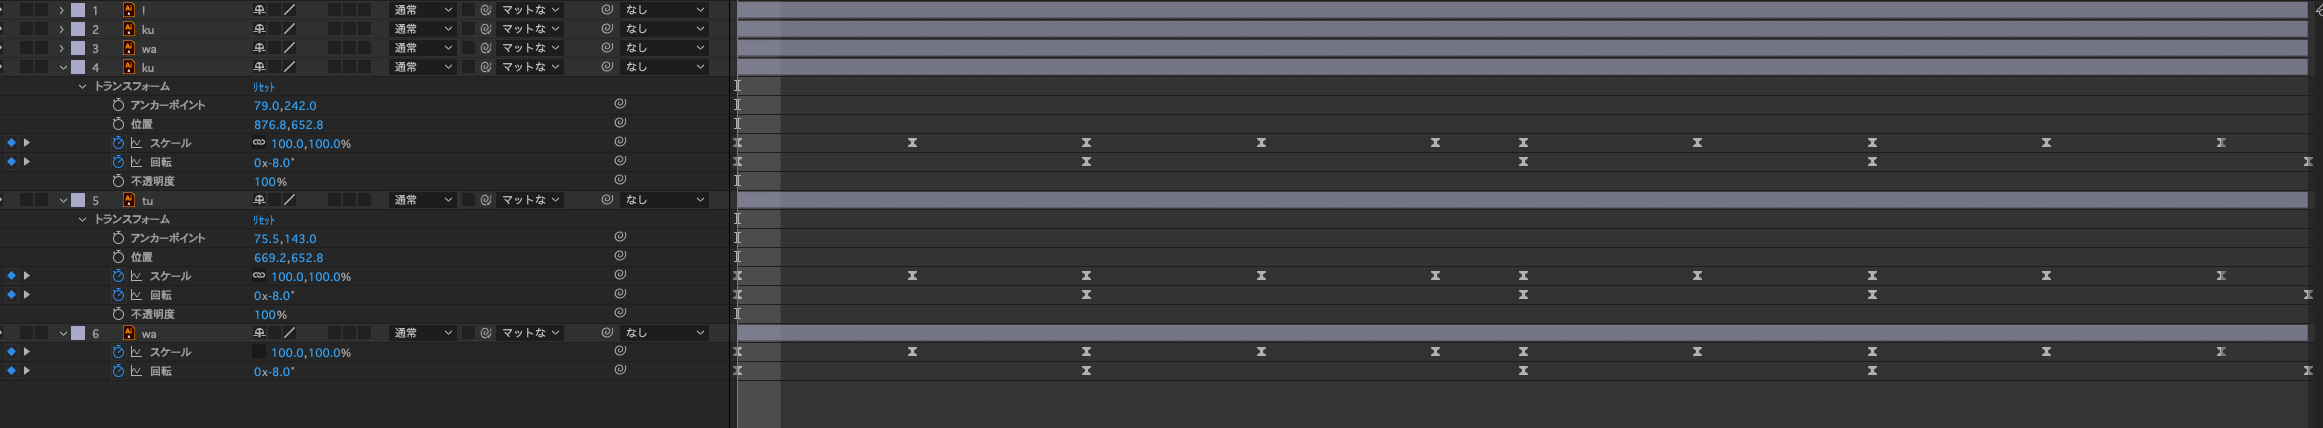 1 Ai ! 通常 マットな なし
2 Ai ku 通常 マットな なし
3 Ai wa 通常 マットな なし
4 Ai ku 通常 マットな なし
トランスフォーム リセット
アンカーポイント 79.0,242.0
位置 876.8,652.8
スケール 100.0,100.0%
回転 0x-8.0°
不透明度 100%
5 Ai tu 通常 マットな なし
トランスフォーム リセット
アンカーポイント 75.5,143.0
位置 669.2,652.8
スケール 100.0,100.0%
回転 0x-8.0°
不透明度 100%
6 Ai wa 通常 マットな なし
スケール 100.0,100.0%
回転 0x-8.0°